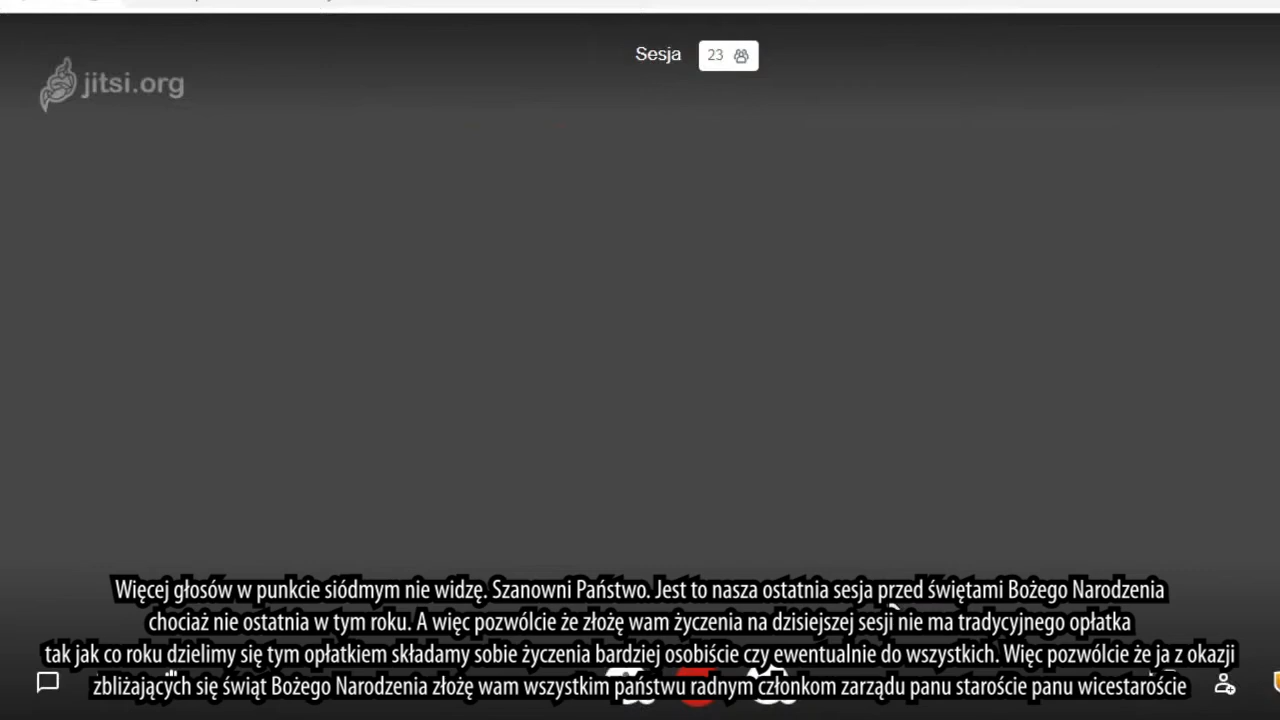 Sesja 23
jitsi.org
Więcej głosów w punkcie siódmym nie widzę. Szanowni Państwo. Jest to nasza ostatnia sesja przed świętami Bożego Narodzenia
chociaż nie ostatnia w tym roku. A więc pozwólcie że złożę wam życzenia na dzisiejszej sesji nie ma tradycyjnego opłatka
tak jak co roku dzielimy się tym opłatkiem składamy sobie życzenia bardziej osobiście czy ewentualnie do wszystkich. Więc pozwólcie że ja z okazji
zbliżających się świąt Bożego Narodzenia złożę wam wszystkim państwu radnym członkom zarządu panu staroście panu wicestaroście